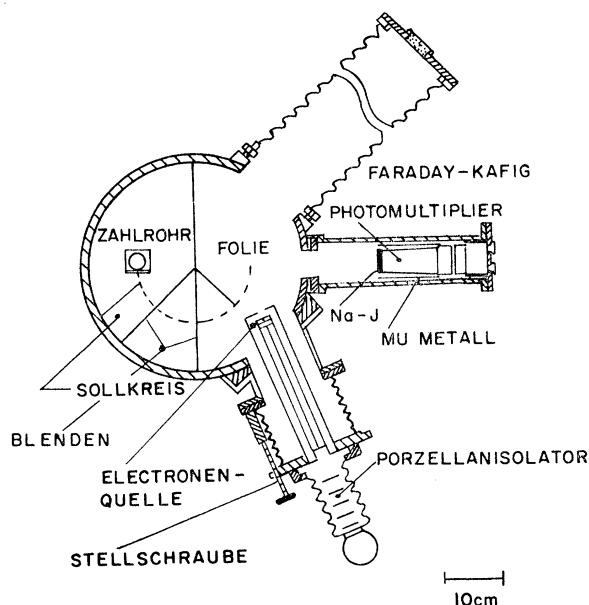 FARADAY-KAFIG
PHOTOMULTIPLIER
ZAHLROHR
FOLIE
Na-J
MU METALL
SOLLKREIS
BLENDEN
ELECTRONEN-
QUELLE
PORZELLANISOLATOR
STELLSCHRAUBE
10cm